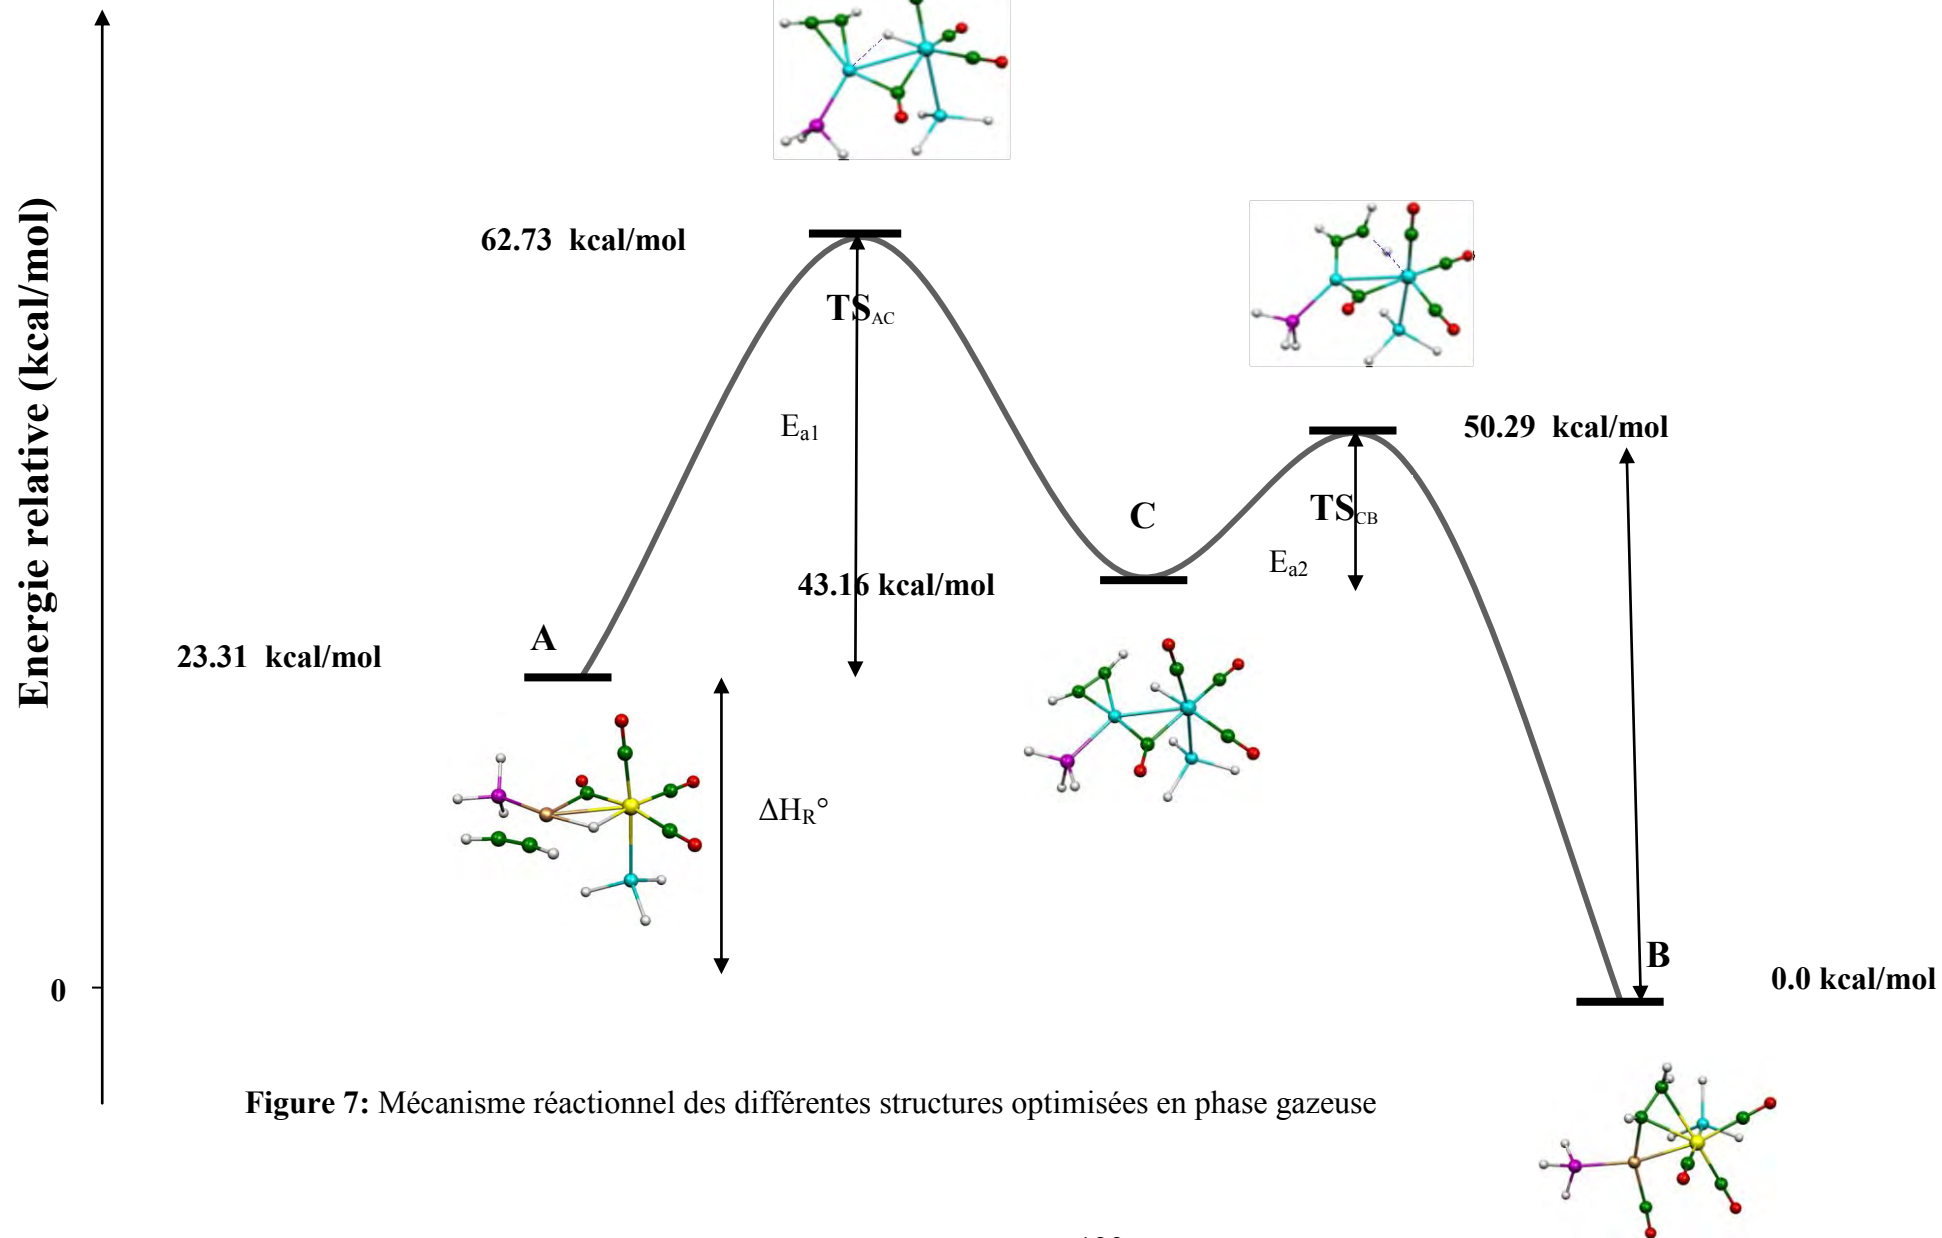 Energie relative (kcal/mol)
62.73 kcal/mol
TSAC
Ea1
50.29 kcal/mol
C
TSCB
Ea2
43.16 kcal/mol
A
23.31 kcal/mol
ΔHR°
B
0
0.0 kcal/mol
Figure 7: Mécanisme réactionnel des différentes structures optimisées en phase gazeuse